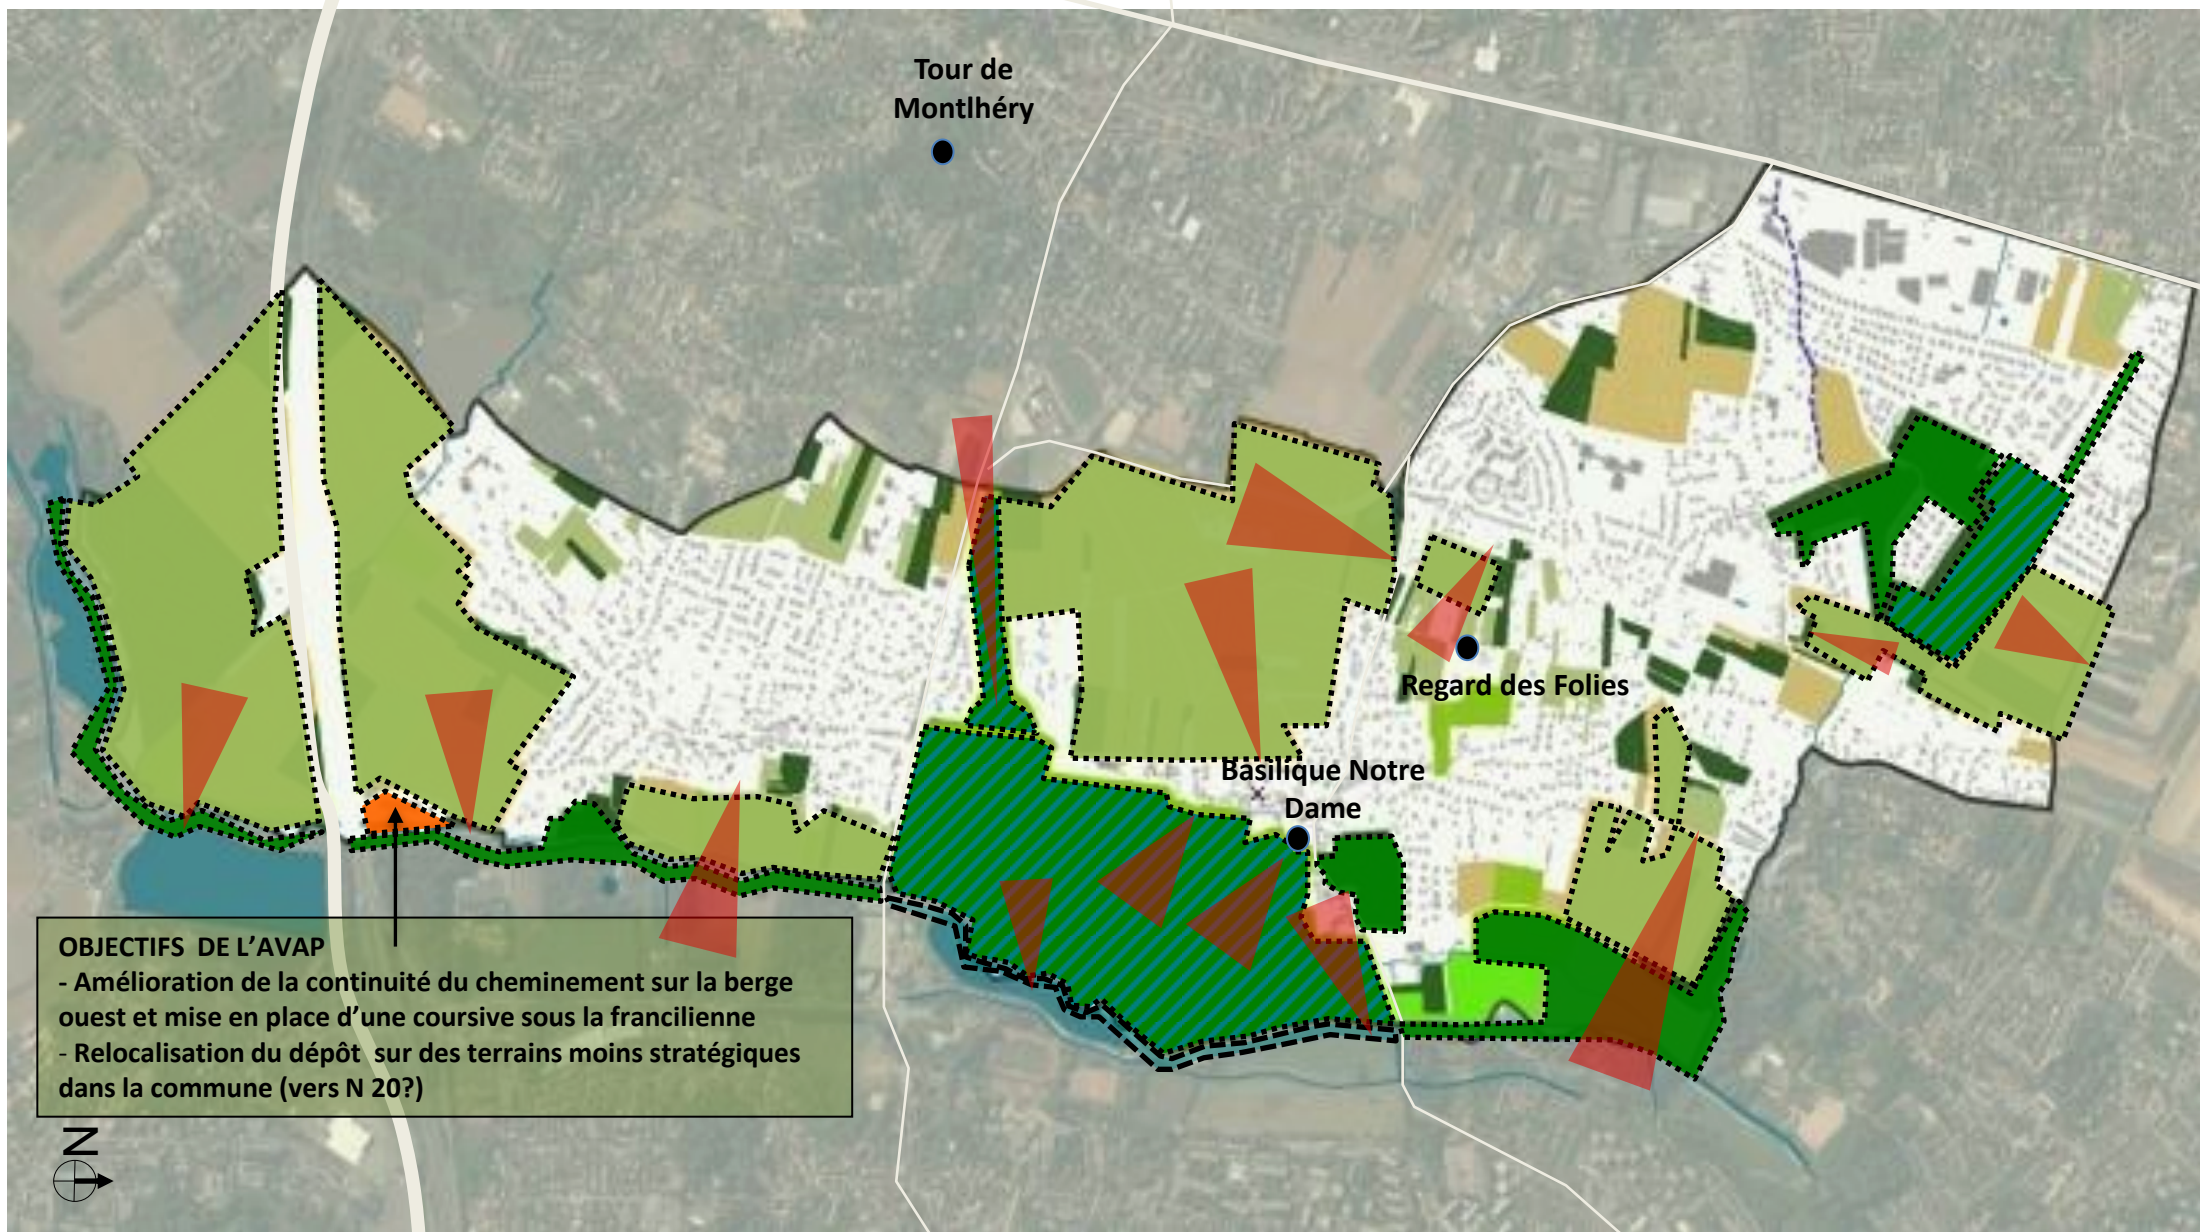 Tour de
Montlhéry
Regard des Folies
Basilique Notre
Dame
OBJECTIFS DE L’AVAP
- Amélioration de la continuité du cheminement sur la berge
ouest et mise en place d’une coursive sous la francilienne
- Relocalisation du dépôt sur des terrains moins stratégiques
dans la commune (vers N 20?)
N